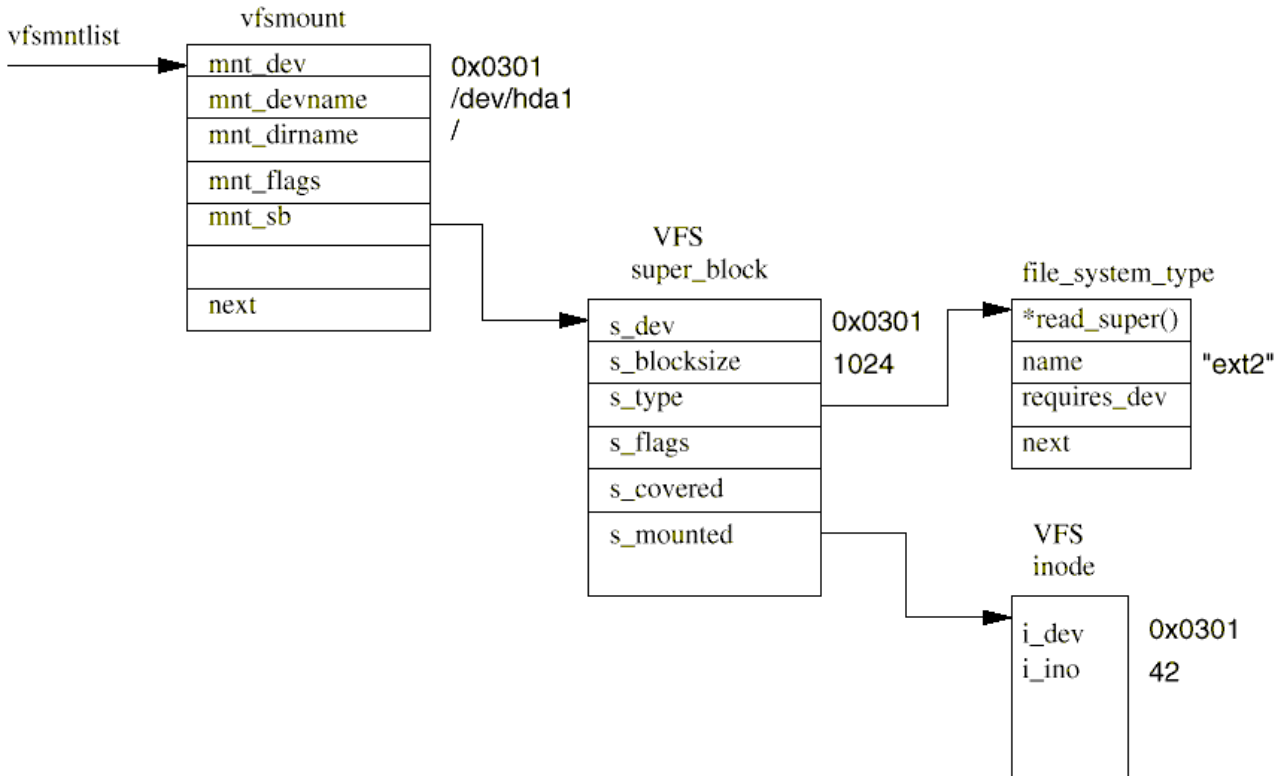 vfsmntlist
vfsmount
mnt_dev
0x0301
mnt_devname
/dev/hda1
mnt_dirname
/
mnt_flags
mnt_sb
next
VFS
super_block
s_dev
0x0301
s_blocksize
1024
s_type
s_flags
s_covered
s_mounted
file_system_type
*read_super()
name
"ext2"
requires_dev
next
VFS
inode
i_dev
0x0301
i_ino
42